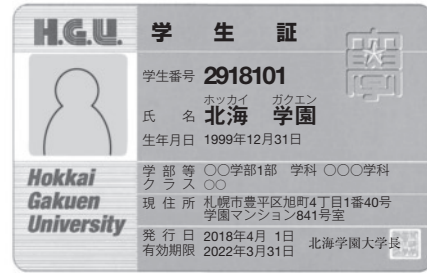 H.G.U. 学生証
学生番号 2918101
ホッカイ ガクエン
氏名 北海 学園
生年月日 1999年12月31日
Hokkai
Gakuen
University
学部等 〇〇学部1部 学科 〇〇〇学科
クラス 〇〇
現住所 札幌市豊平区旭町4丁目1番40号
学園マンション841号室
発行日 2018年4月 1日
有効期限 2022年3月31日
北海学園大学長